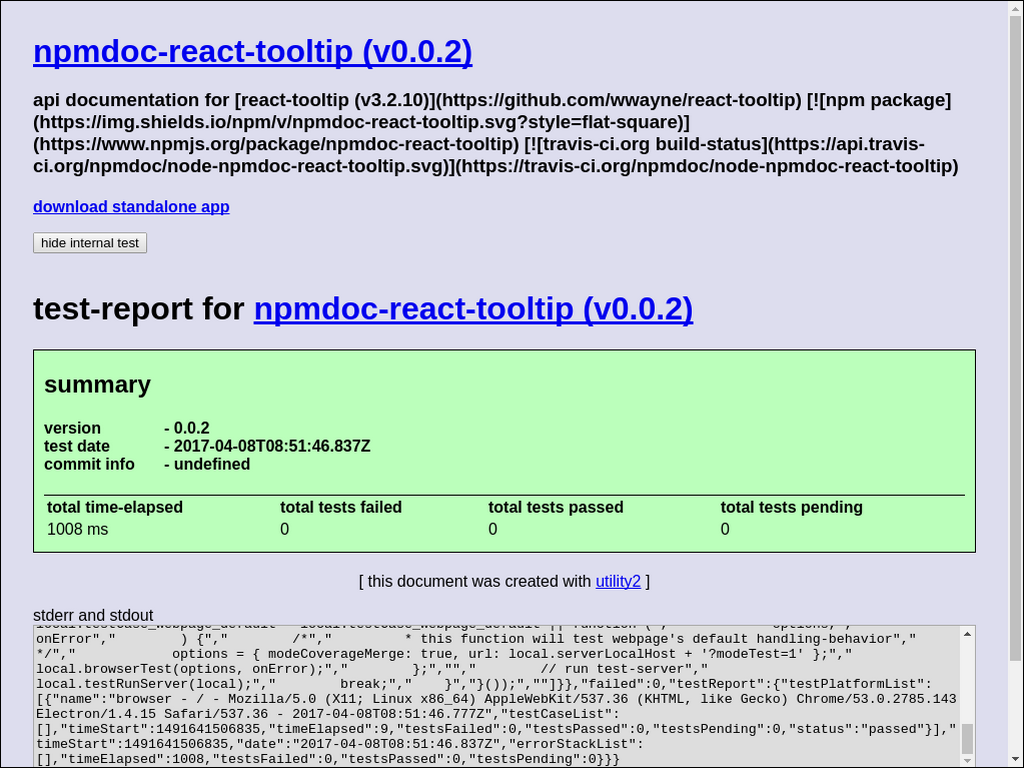 npmdoc-react-tooltip (v0.0.2)
api documentation for [react-tooltip (v3.2.10)](https://github.com/wwayne/react-tooltip) [![npm package]
(https://img.shields.io/npm/v/npmdoc-react-tooltip.svg?style=flat-square)]
(https://www.npmjs.org/package/npmdoc-react-tooltip) [![travis-ci.org build-status](https://api.travis-
ci.org/npmdoc/node-npmdoc-react-tooltip.svg)](https://travis-ci.org/npmdoc/node-npmdoc-react-tooltip)
download standalone app
hide internal test
test-report for npmdoc-react-tooltip (v0.0.2)
summary
version - 0.0.2
test date - 2017-04-08T08:51:46.837Z
commit info - undefined
total time-elapsed total tests failed total tests passed total tests pending
1008 ms 0 0 0
[ this document was created with utility2 ]
stderr and stdout
onError","        ) {","        /*","         * this function will test webpage's default handling-behavior","
*/","            options = { modeCoverageMerge: true, url: local.serverLocalHost + '?modeTest=1' };","
local.browserTest(options, onError);","        };","","        // run test-server","
local.testRunServer(local);","        break;","    }","}());",""]}},"failed":0,"testReport":{"testPlatformList":
[{"name":"browser - / - Mozilla/5.0 (X11; Linux x86_64) AppleWebKit/537.36 (KHTML, like Gecko) Chrome/53.0.2785.143
Electron/1.4.15 Safari/537.36 - 2017-04-08T08:51:46.777Z","testCaseList":
[],"timeStart":1491641506835,"timeElapsed":9,"testsFailed":0,"testsPassed":0,"testsPending":0,"status":"passed"}],"
timeStart":1491641506835,"date":"2017-04-08T08:51:46.837Z","errorStackList":
[],"timeElapsed":1008,"testsFailed":0,"testsPassed":0,"testsPending":0}}}